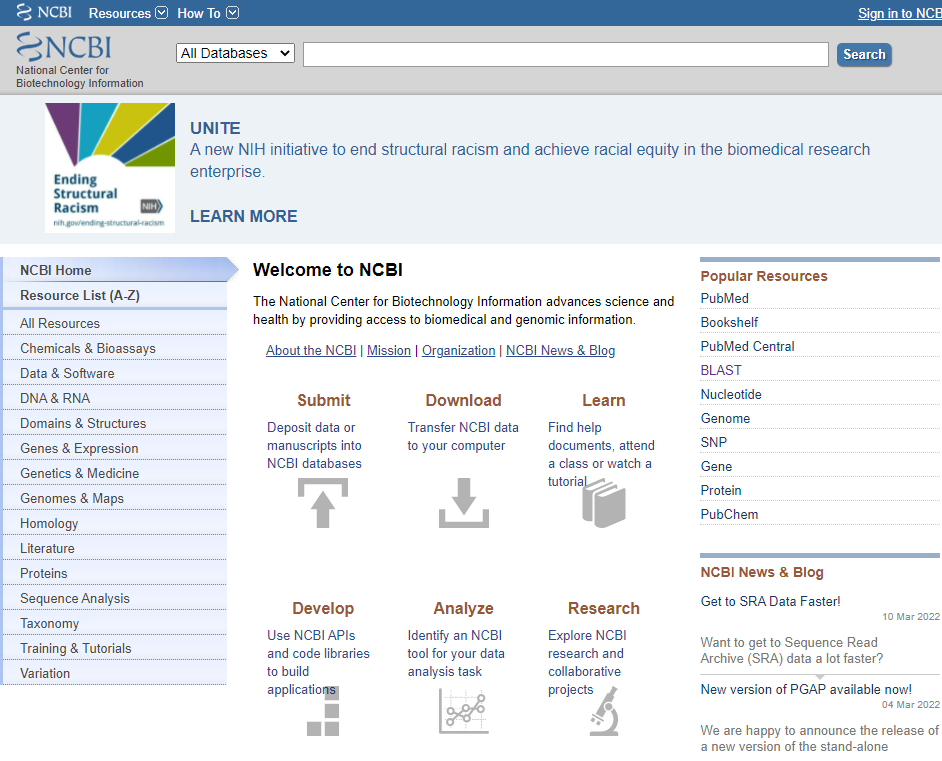 NCBI Resources How To Sign in to NCB
NCBI
National Center for
Biotechnology Information
All Databases
Search
UNITE
A new NIH initiative to end structural racism and achieve racial equity in the biomedical research
enterprise.
LEARN MORE
Ending
Structural
Racism
NIH
nih.gov/ending-structural-racism
NCBI Home
Resource List (A-Z)
All Resources
Chemicals & Bioassays
Data & Software
DNA & RNA
Domains & Structures
Genes & Expression
Genetics & Medicine
Genomes & Maps
Homology
Literature
Proteins
Sequence Analysis
Taxonomy
Training & Tutorials
Variation
Welcome to NCBI
The National Center for Biotechnology Information advances science and
health by providing access to biomedical and genomic information.
About the NCBI | Mission | Organization | NCBI News & Blog
Submit
Deposit data or
manuscripts into
NCBI databases
Download
Transfer NCBI data
to your computer
Learn
Find help
documents, attend
a class or watch a
tutorial
Develop
Use NCBI APIs
and code libraries
to build
applications
Analyze
Identify an NCBI
tool for your data
analysis task
Research
Explore NCBI
research and
collaborative
projects
Popular Resources
PubMed
Bookshelf
PubMed Central
BLAST
Nucleotide
Genome
SNP
Gene
Protein
PubChem
NCBI News & Blog
Get to SRA Data Faster!
10 Mar 2022
Want to get to Sequence Read
Archive (SRA) data a lot faster?
New version of PGAP available now!
04 Mar 2022
We are happy to announce the release of
a new version of the stand-alone